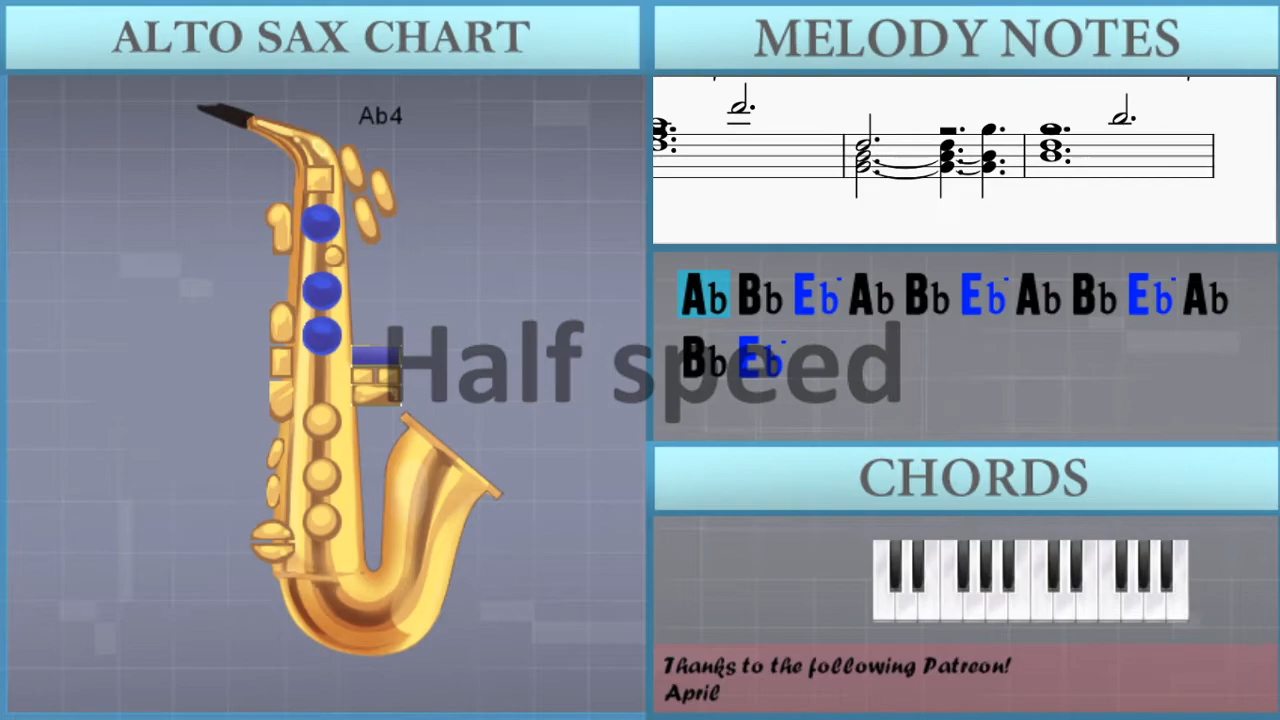 ALTO SAX CHART
MELODY NOTES
Ab4
Ab Bb Eb Ab Bb Eb Ab Bb Eb Ab
Bb Eb
Half speed
CHORDS
Thanks to the following Patreon!
April